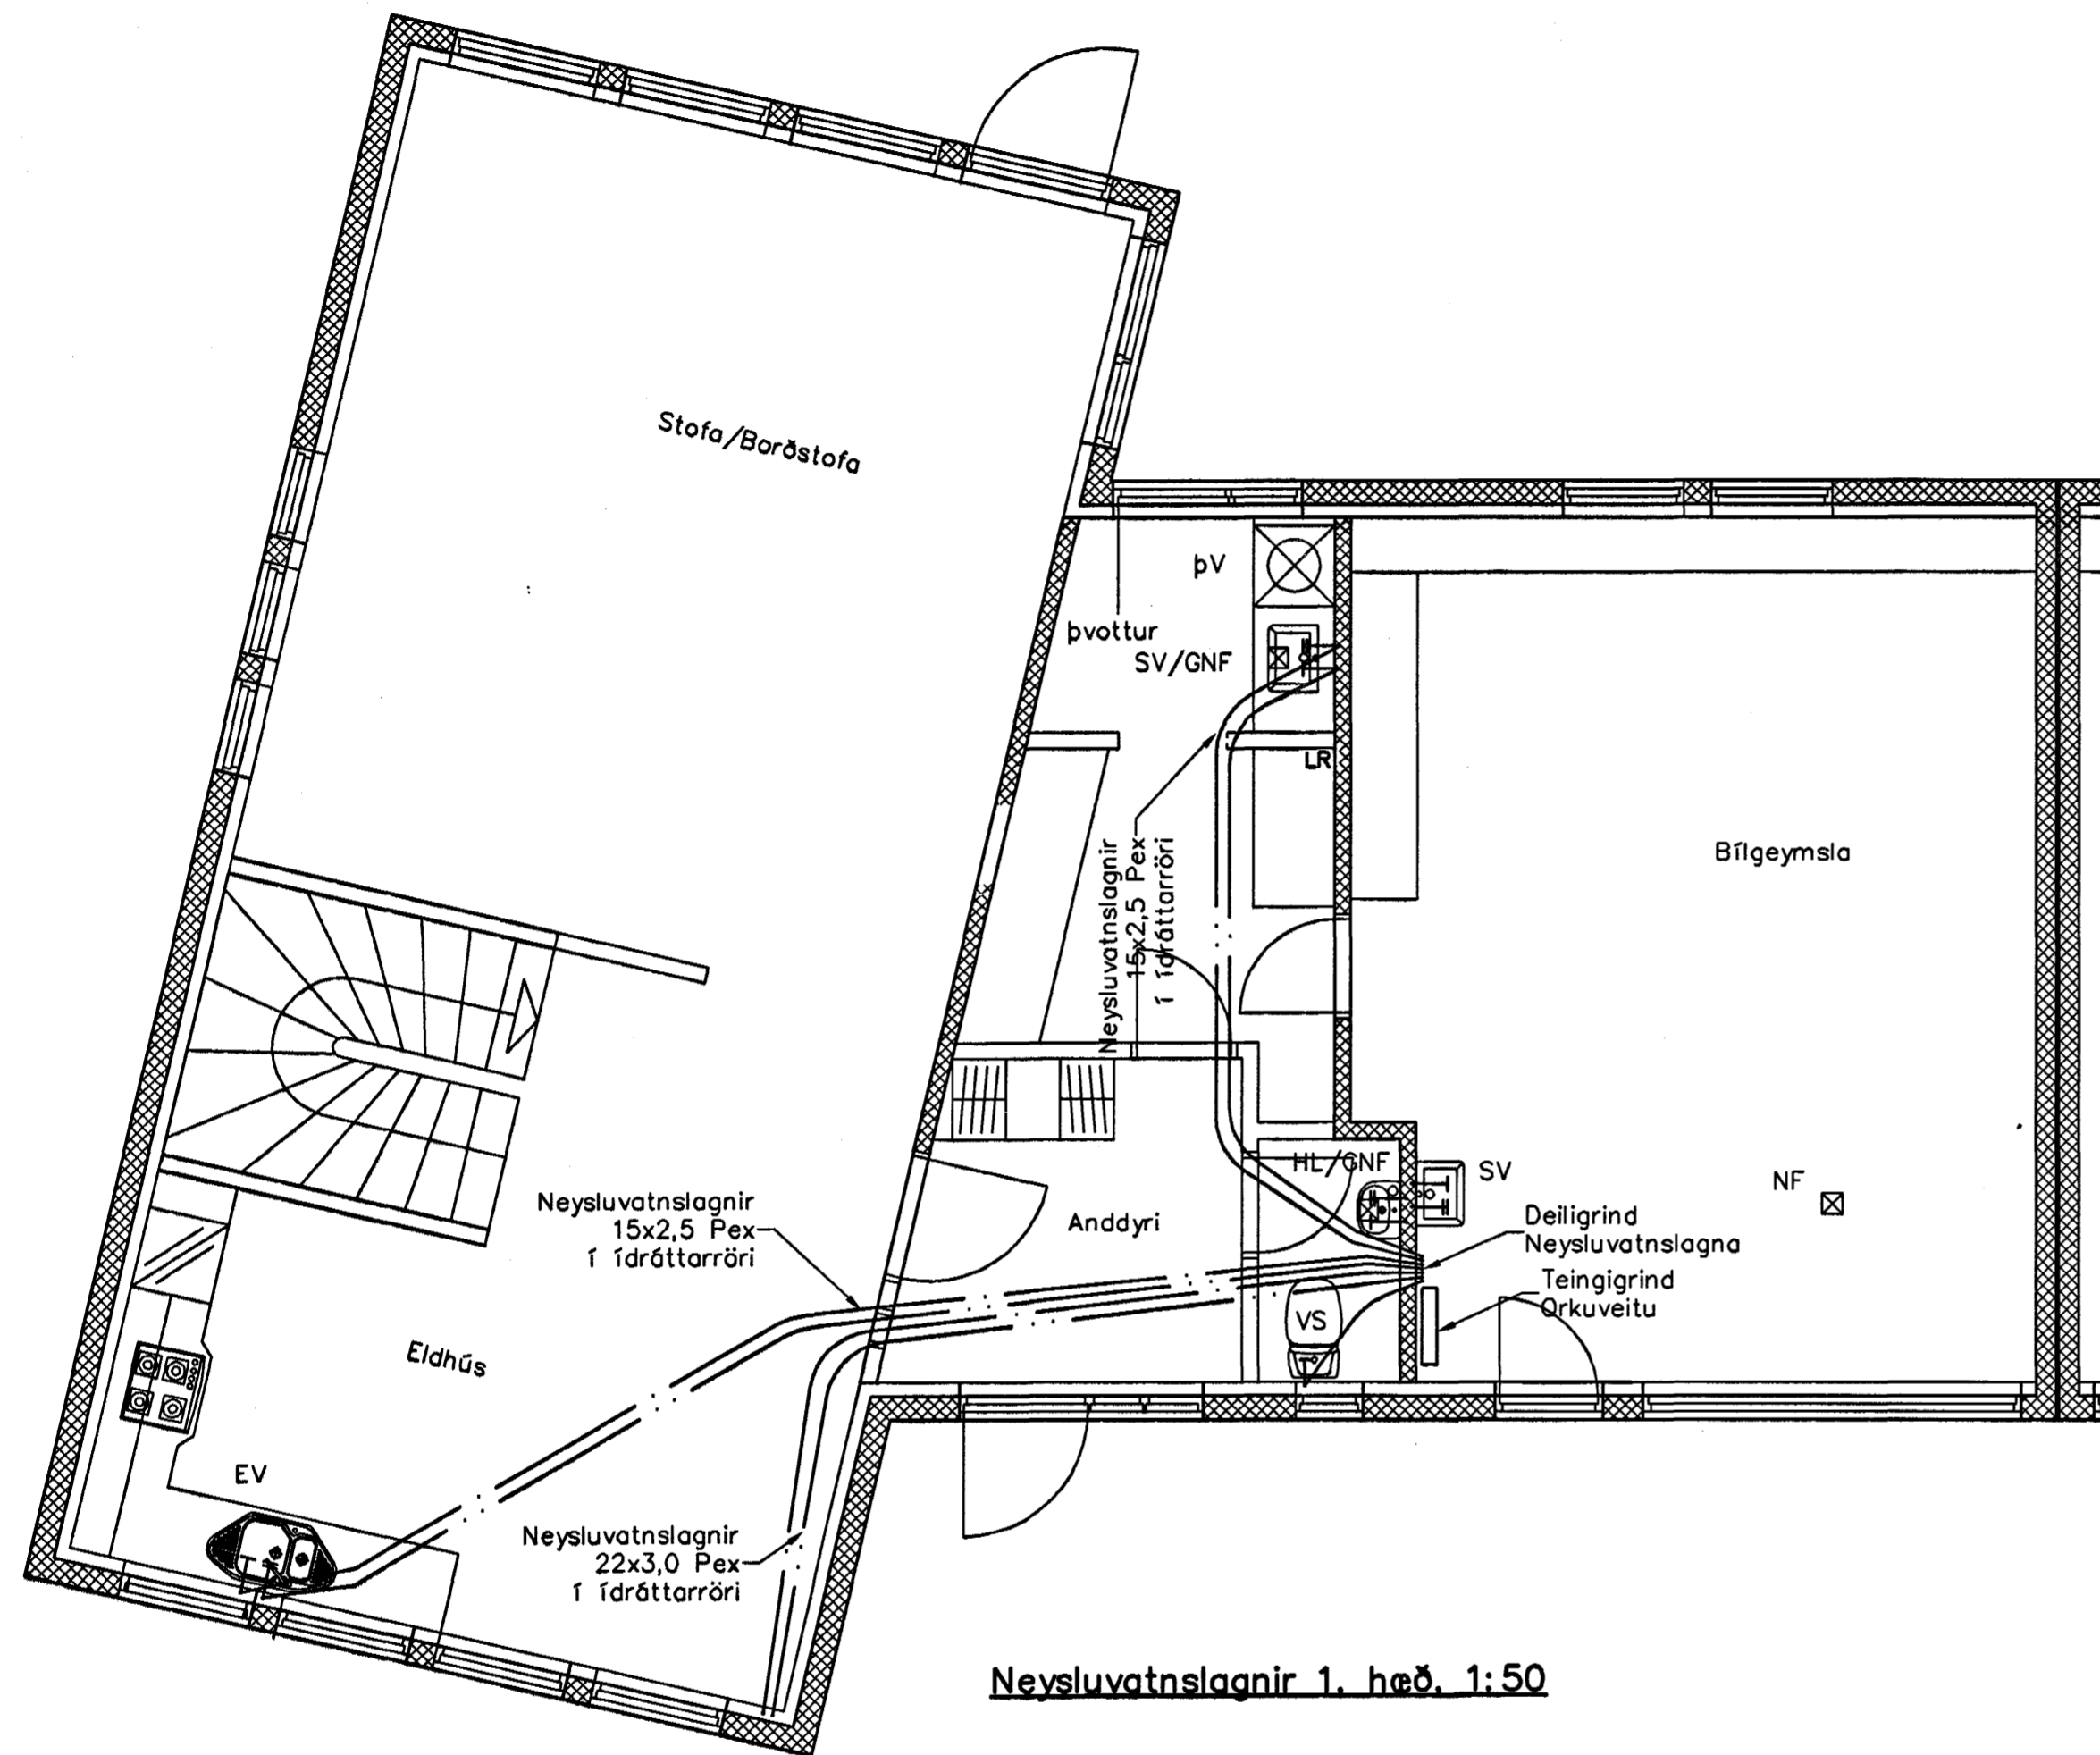 Stofa/Borðstofa
þV
þvottur
SV/GNF
LR
Neysluvatnslagnir
15x2,5 Pex
í ídráttarröri
Bílgeymsla
HL/GNF
SV
NF
Neysluvatnslagnir
15x2,5 Pex
í ídráttarröri
Anddyri
Deiligrind
Neysluvatnslagna
Teingigrind
Orkuveitu
VS
Eldhús
EV
Neysluvatnslagnir
22x3,0 Pex
í ídráttarröri
Neysluvatnslagnir 1. hæð. 1:50